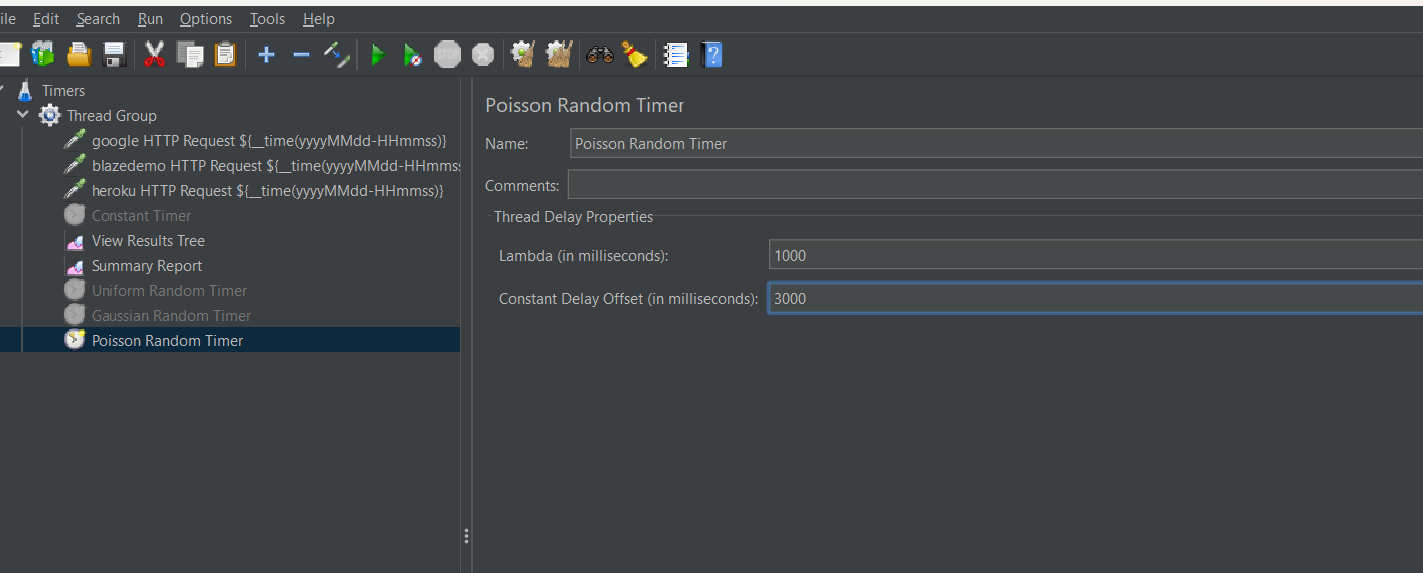 ile Edit Search Run Options Tools Help
STOP
Timers
Thread Group
google HTTP Request ${__time(yyyyMMdd-HHmmss)}
blazedemo HTTP Request ${__time(yyyyMMdd-HHmmss
heroku HTTP Request ${__time(yyyyMMdd-HHmmss)}
Constant Timer
View Results Tree
Summary Report
Uniform Random Timer
Gaussian Random Timer
Poisson Random Timer
Poisson Random Timer
Name: Poisson Random Timer
Comments:
Thread Delay Properties
Lambda (in milliseconds): 1000
Constant Delay Offset (in milliseconds): 3000